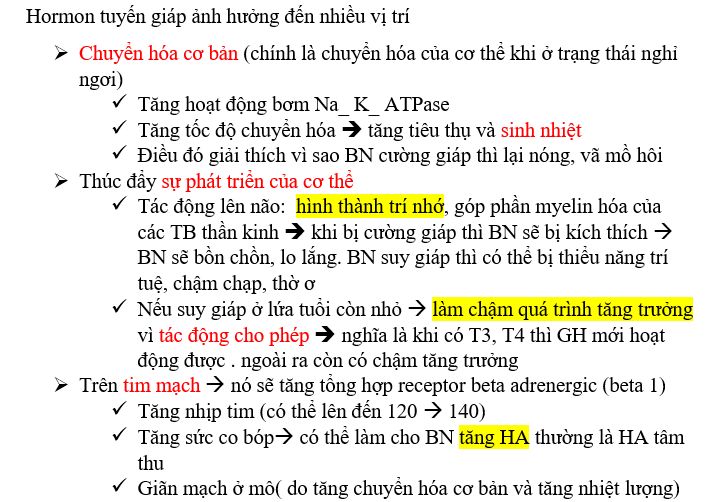 Hormon tuyến giáp ảnh hưởng đến nhiều vị trí
➢ Chuyển hóa cơ bản (chính là chuyển hóa của cơ thể khi ở trạng thái nghỉ
ngơi)
✓ Tăng hoạt động bơm Na_ K_ ATPase
✓ Tăng tốc độ chuyển hóa → tăng tiêu thụ và sinh nhiệt
✓ Điều đó giải thích vì sao BN cường giáp thì lại nóng, vã mồ hôi
➢ Thúc đẩy sự phát triển của cơ thể
✓ Tác động lên não: hình thành trí nhớ, góp phần myelin hóa của
các TB thần kinh → khi bị cường giáp thì BN sẽ bị kích thích →
BN sẽ bồn chồn, lo lắng. BN suy giáp thì có thể bị thiểu năng trí
tuệ, chậm chạp, thờ ơ
✓ Nếu suy giáp ở lứa tuổi còn nhỏ → làm chậm quá trình tăng trưởng
vì tác động cho phép → nghĩa là khi có T3, T4 thì GH mới hoạt
động được . ngoài ra còn có chậm tăng trưởng
➢ Trên tim mạch → nó sẽ tăng tổng hợp receptor beta adrenergic (beta 1)
✓ Tăng nhịp tim (có thể lên đến 120 → 140)
✓ Tăng sức co bóp→ có thể làm cho BN tăng HA thường là HA tâm
thu
✓ Giãn mạch ở mô( do tăng chuyển hóa cơ bản và tăng nhiệt lượng)